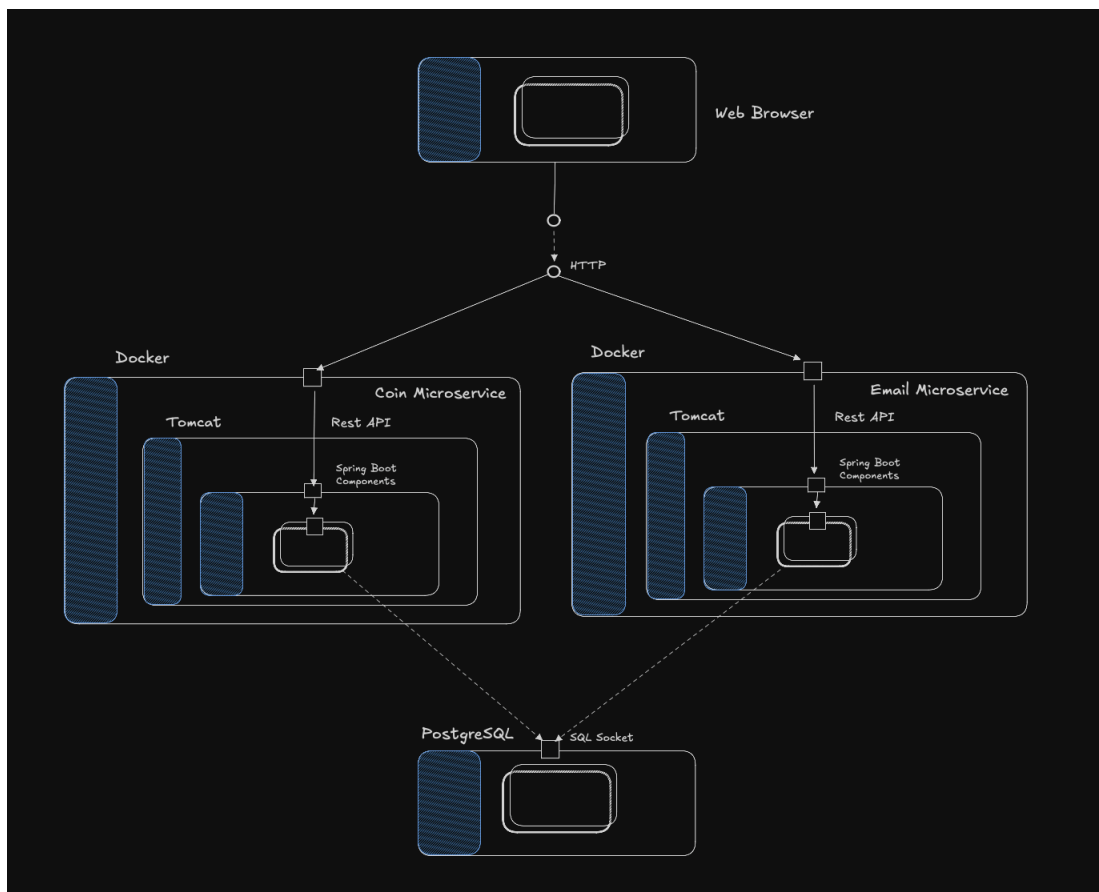 Web Browser
HTTP
Docker
Docker
Coin Microservice
Email Microservice
Tomcat
Rest API
Tomcat
Rest API
Spring Boot
Components
Spring Boot
Components
PostgreSQL
SQL Socket